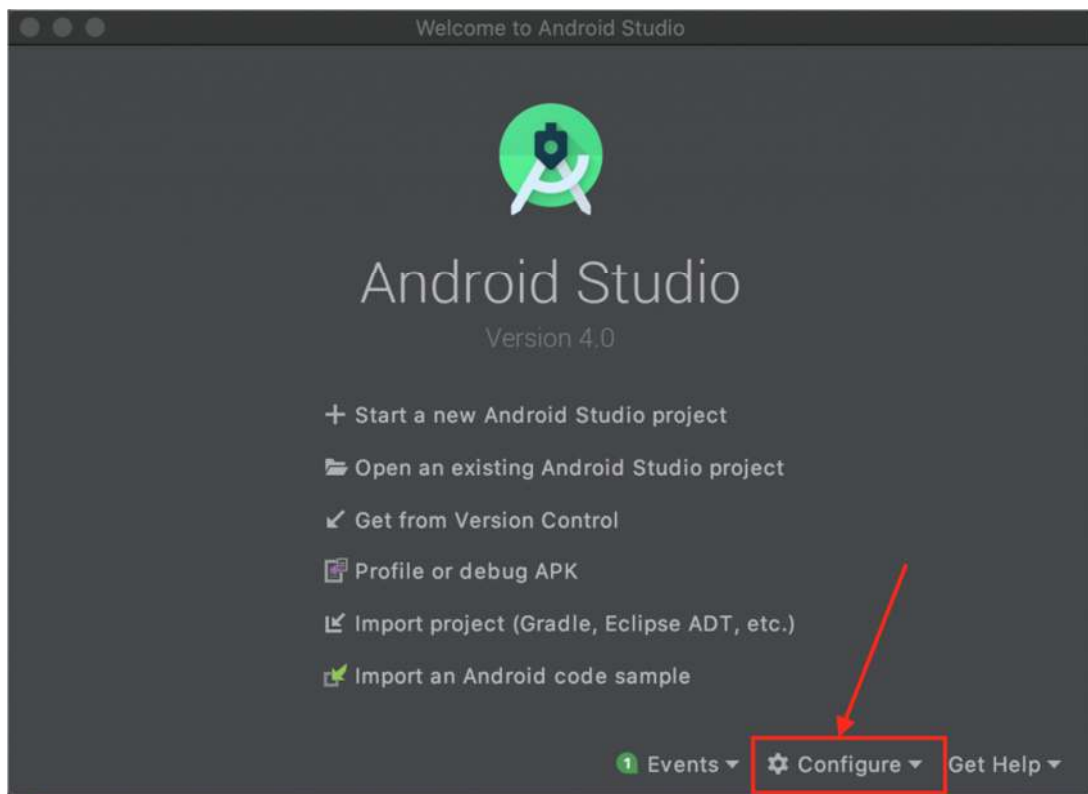 Welcome to Android Studio
Android Studio
Version 4.0
Start a new Android Studio project
Open an existing Android Studio project
Get from Version Control
Profile or debug APK
Import project (Gradle, Eclipse ADT, etc.)
Import an Android code sample
1 Events Configure Get Help